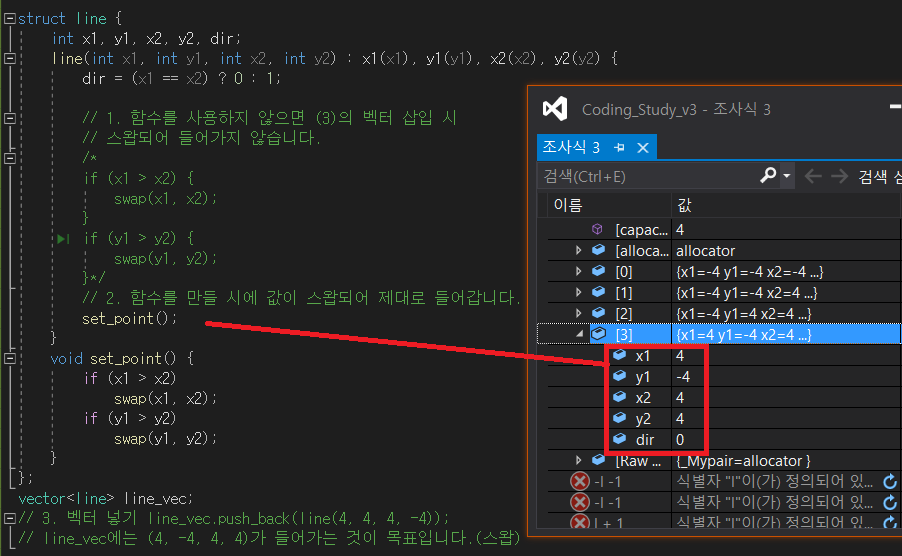 struct line {
int x1, y1, x2, y2, dir;
line(int x1, int y1, int x2, int y2) : x1(x1), y1(y1), x2(x2), y2(y2) {
dir = (x1 == x2) ? 0 : 1;
// 1. 함수를 사용하지 않으면 (3)의 벡터 삽입 시
// 스왑되어 들어가지 않습니다.
/*
if (x1 > x2) {
swap(x1, x2);
}
if (y1 > y2) {
swap(y1, y2);
}*/
// 2. 함수를 만들 시에 값이 스왑되어 제대로 들어갑니다.
set_point();
}
void set_point() {
if (x1 > x2)
swap(x1, x2);
if (y1 > y2)
swap(y1, y2);
}
};
vector<line> line_vec;
// 3. 벡터 넣기 line_vec.push_back(line(4, 4, 4, -4));
// line_vec에는 (4, -4, 4, 4)가 들어가는 것이 목표입니다.(스왑)
Coding_Study_v3 - 조사식 3
조사식 3
검색(Ctrl+E)
검색 심
이름 값
[capac... 4
[alloca... allocator
[0] {x1=-4 y1=-4 x2=-4 ...}
[1] {x1=-4 y1=-4 x2=4 ...}
[2] {x1=-4 y1=4 x2=4 ...}
[3] {x1=4 y1=-4 x2=4 ...}
x1 4
y1 -4
x2 4
y2 4
dir 0
[Raw ... {_Mypair=allocator }
-l -1 식별자 "l"이(가) 정의되어 있...
-l -1 식별자 "l"이(가) 정의되어 있...
l + 1 식별자 "l"이(가) 정의되어 있...